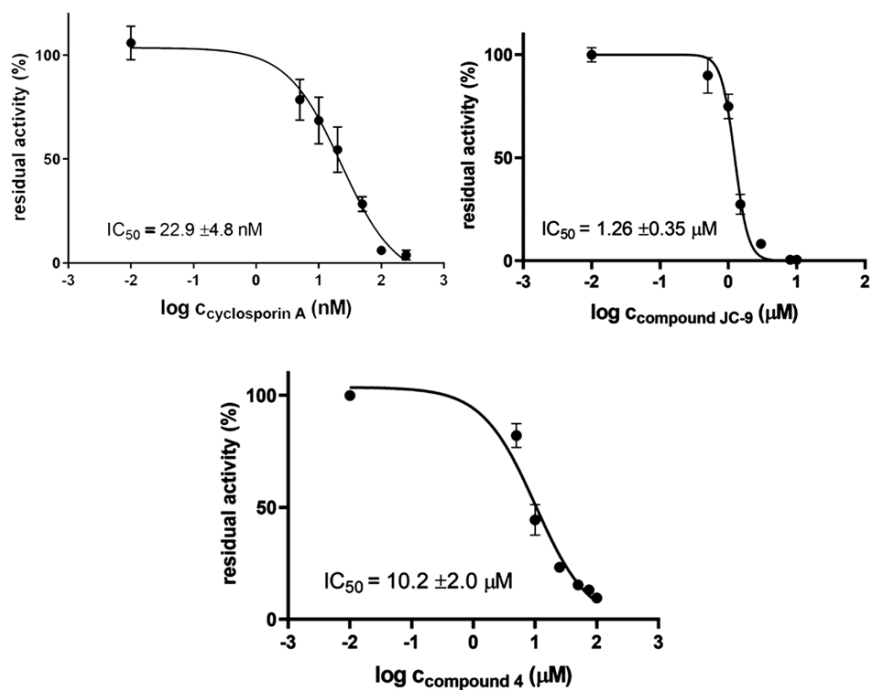 residual activity (%)
100
50
0
-3 -2 -1 0 1 2 3
IC₅₀ = 22.9 ±4.8 nM
log c cyclosporin A (nM)
residual activity (%)
100
50
0
-3 -2 -1 0 1 2
IC₅₀ = 1.26 ±0.35 μM
log c compound JC-9 (μM)
residual activity (%)
100
50
0
-3 -2 -1 0 1 2 3
IC₅₀ = 10.2 ±2.0 μM
log c compound 4 (μM)